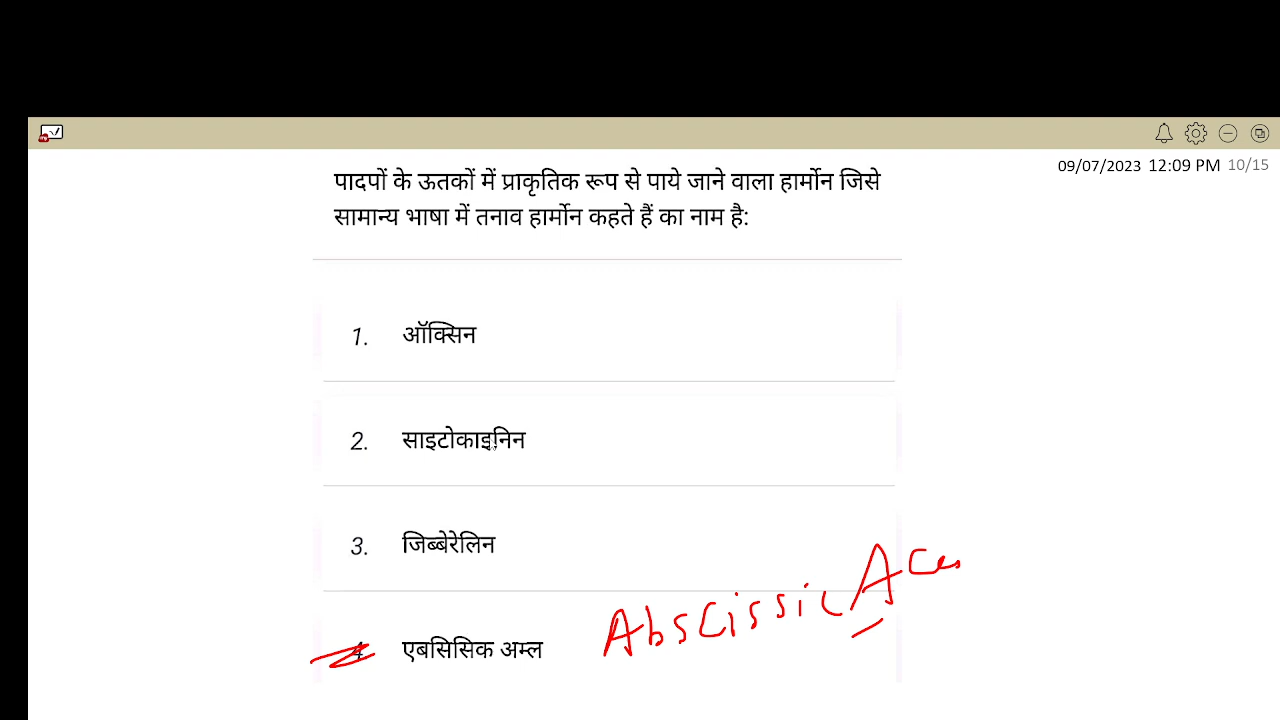 09/07/2023 12:09 PM 10/15
पादपों के ऊतकों में प्राकृतिक रूप से पाये जाने वाला हार्मोन जिसे
सामान्य भाषा में तनाव हार्मोन कहते हैं का नाम है:
1. ऑक्सिन
2. साइटोकाइनिन
3. जिब्बेरेलिन
4. एबसिसिक अम्ल
Abscissic